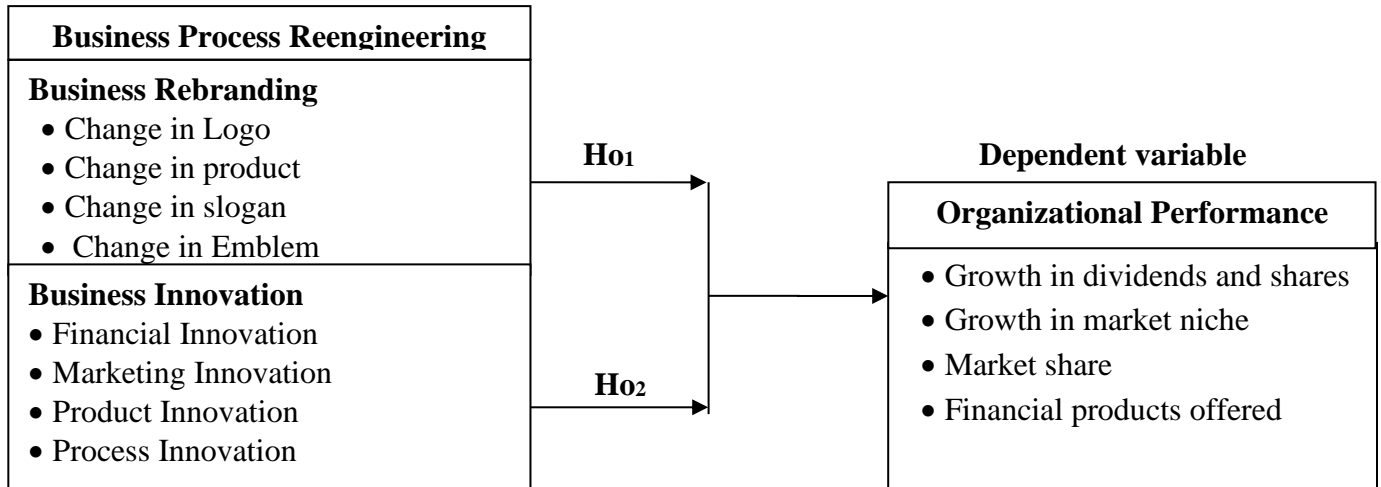 Business Process Reengineering
Business Rebranding
• Change in Logo
• Change in product
• Change in slogan
• Change in Emblem
Business Innovation
• Financial Innovation
• Marketing Innovation
• Product Innovation
• Process Innovation
Ho1
Ho2
Dependent variable
Organizational Performance
• Growth in dividends and shares
• Growth in market niche
• Market share
• Financial products offered